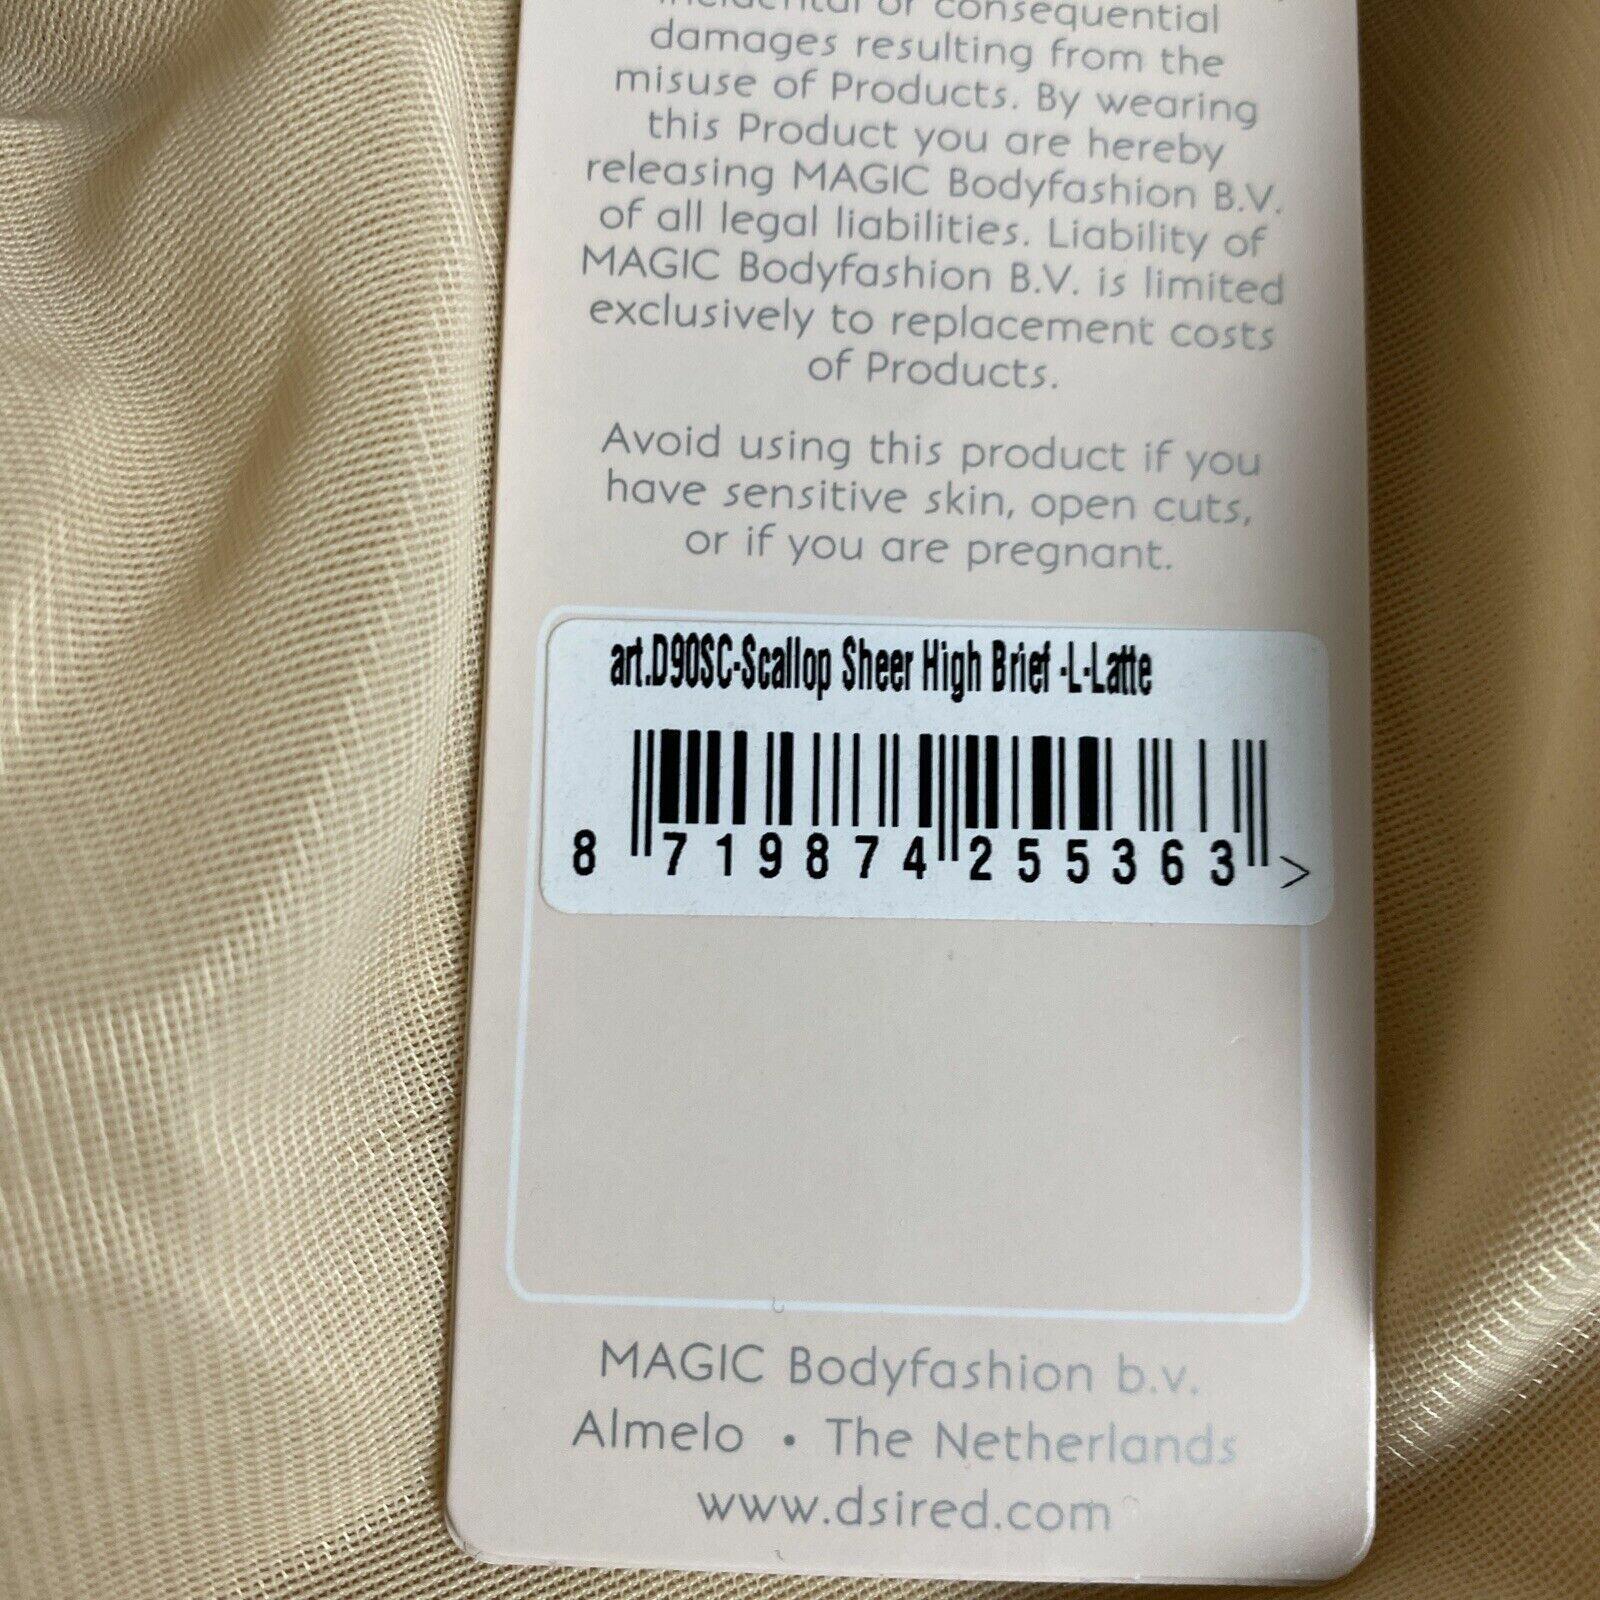 incidental or consequential
damages resulting from the
misuse of Products. By wearing
this Product you are hereby
releasing MAGIC Bodyfashion B.V.
of all legal liabilities. Liability of
MAGIC Bodyfashion B.V. is limited
exclusively to replacement costs
of Products.
Avoid using this product if you
have sensitive skin, open cuts,
or if you are pregnant.
art.D90SC-Scallop Sheer High Brief -L-Latte
8 719874 255363 >
MAGIC Bodyfashion b.v.
Almelo • The Netherlands
www.dsired.com